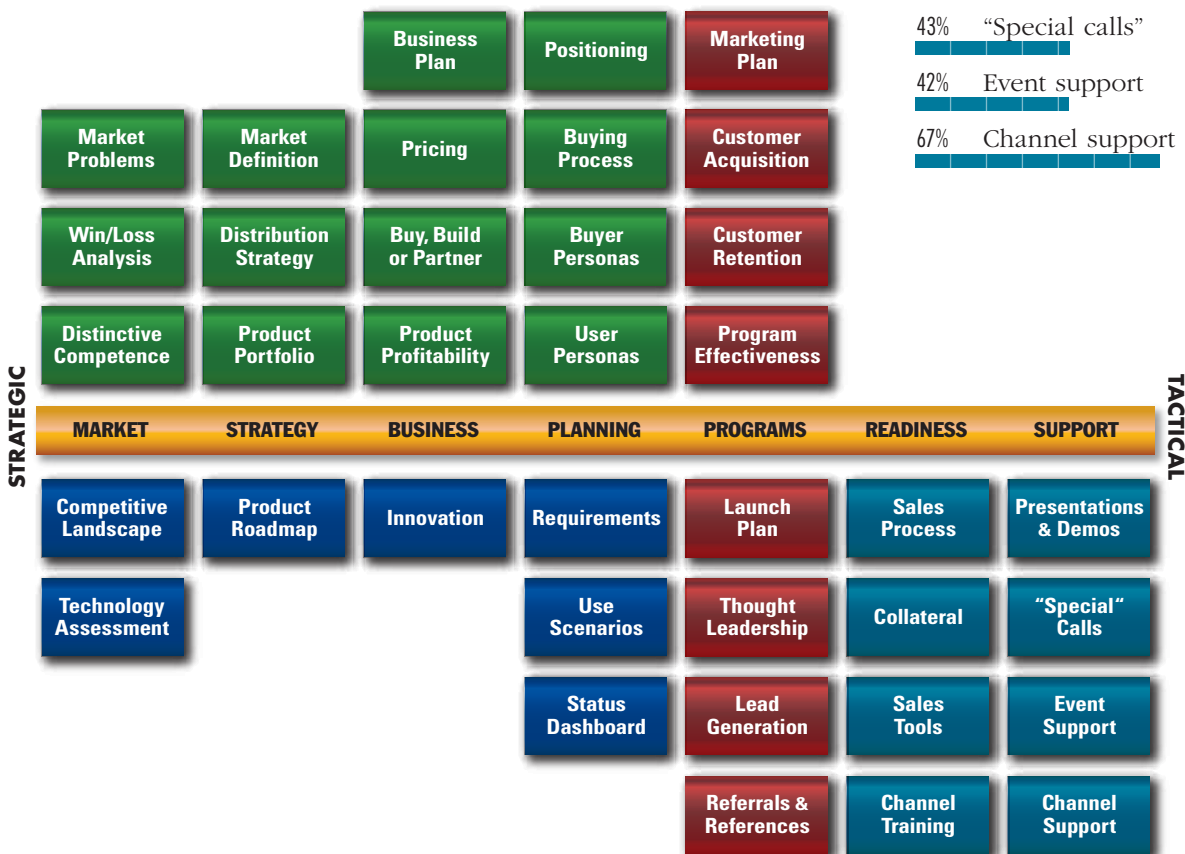 Business
Plan
Positioning
Marketing
Plan
43% “Special calls”
42% Event support
67% Channel support
Market
Problems
Market
Definition
Pricing
Buying
Process
Customer
Acquisition
Win/Loss
Analysis
Distribution
Strategy
Buy, Build
or Partner
Buyer
Personas
Customer
Retention
Distinctive
Competence
Product
Portfolio
Product
Profitability
User
Personas
Program
Effectiveness
STRATEGIC
MARKET
STRATEGY
BUSINESS
PLANNING
PROGRAMS
READINESS
SUPPORT
TACTICAL
Competitive
Landscape
Product
Roadmap
Innovation
Requirements
Launch
Plan
Sales
Process
Presentations
& Demos
Technology
Assessment
Use
Scenarios
Thought
Leadership
Collateral
“Special“
Calls
Status
Dashboard
Lead
Generation
Sales
Tools
Event
Support
Referrals &
References
Channel
Training
Channel
Support